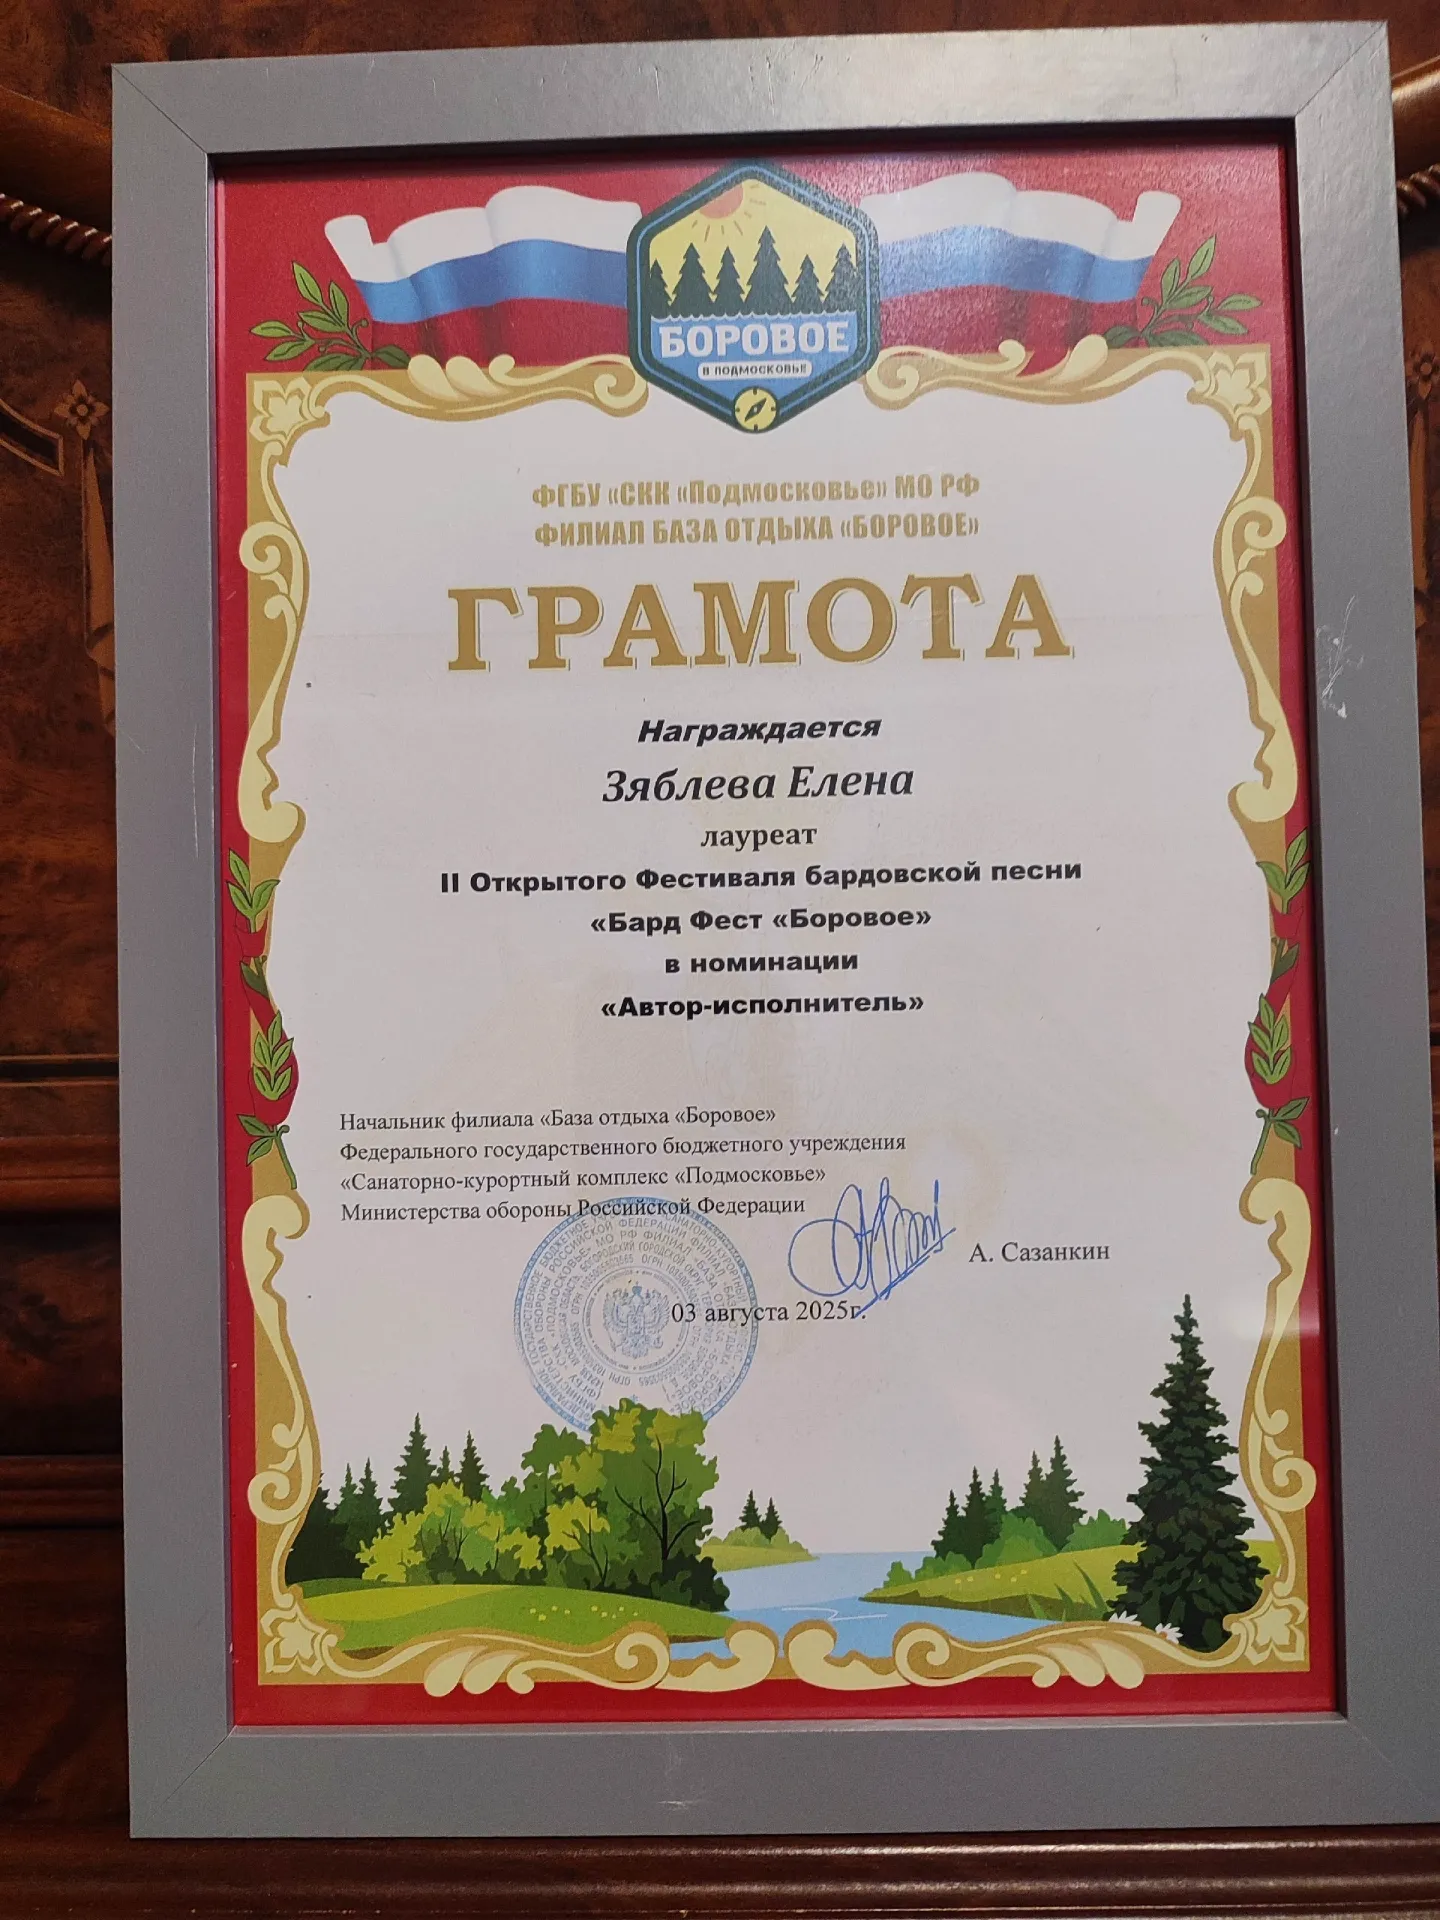 БОРОВОЕ
В ПОДМОСКОВЬЕ
ФГБУ «СКК «Подмосковье» МО РФ
ФИЛИАЛ БАЗА ОТДЫХА «БОРОВОЕ»
ГРАМОТА
Награждается
Зяблева Елена
лауреат
II Открытого Фестиваля бардовской песни
«Бард Фест «Боровое»
в номинации
«Автор-исполнитель»
Начальник филиала «База отдыха «Боровое»
Федерального государственного бюджетного учреждения
«Санаторно-курортный комплекс «Подмосковье»
Министерства обороны Российской Федерации
А. Сазанкин
03 августа 2025г.